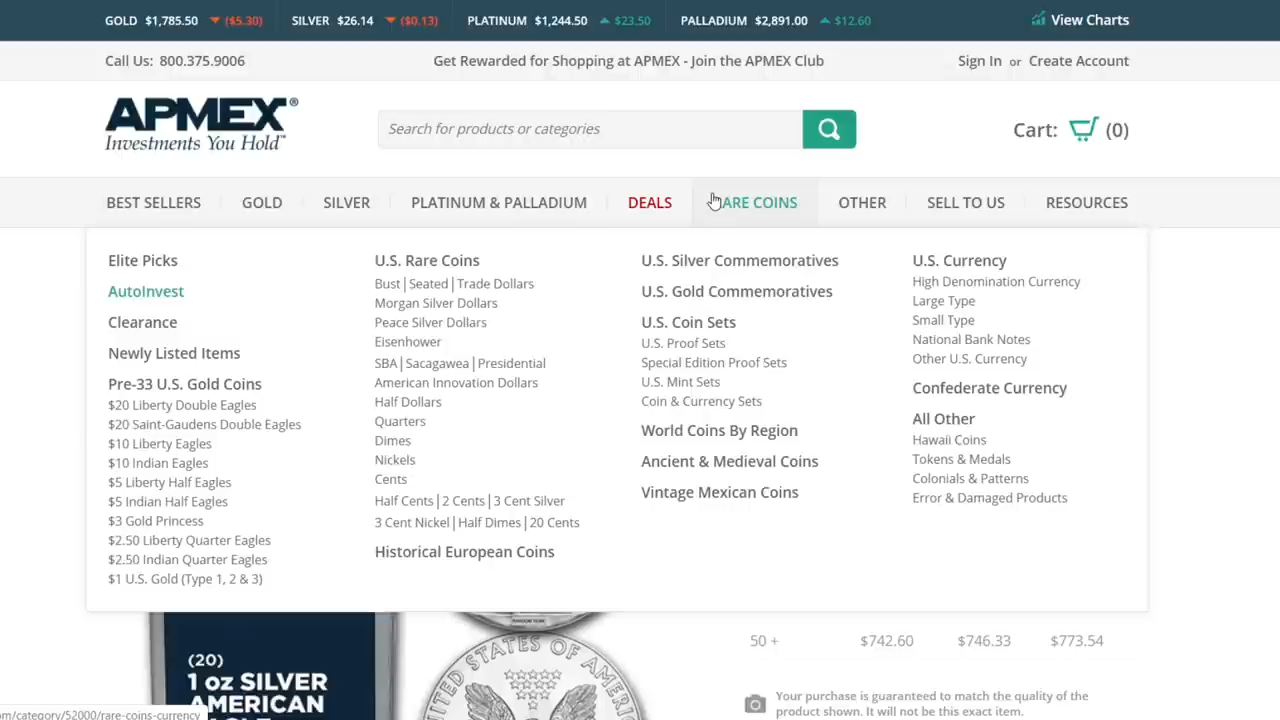 GOLD $1,785.50 ($5.30) SILVER $26.14 ($0.13) PLATINUM $1,244.50 $23.50 PALLADIUM $2,891.00 $12.60 View Charts
Call Us: 800.375.9006 Get Rewarded for Shopping at APMEX - Join the APMEX Club Sign In or Create Account
APMEX®
Investments You Hold™
Search for products or categories
Cart: (0)
BEST SELLERS GOLD SILVER PLATINUM & PALLADIUM DEALS ARE COINS OTHER SELL TO US RESOURCES
Elite Picks
AutoInvest
Clearance
Newly Listed Items
Pre-33 U.S. Gold Coins
$20 Liberty Double Eagles
$20 Saint-Gaudens Double Eagles
$10 Liberty Eagles
$10 Indian Eagles
$5 Liberty Half Eagles
$5 Indian Half Eagles
$3 Gold Princess
$2.50 Liberty Quarter Eagles
$2.50 Indian Quarter Eagles
$1 U.S. Gold (Type 1, 2 & 3)
U.S. Rare Coins
Bust | Seated | Trade Dollars
Morgan Silver Dollars
Peace Silver Dollars
Eisenhower
SBA | Sacagawea | Presidential
American Innovation Dollars
Half Dollars
Quarters
Dimes
Nickels
Cents
Half Cents | 2 Cents | 3 Cent Silver
3 Cent Nickel | Half Dimes | 20 Cents
Historical European Coins
U.S. Silver Commemoratives
U.S. Gold Commemoratives
U.S. Coin Sets
U.S. Proof Sets
Special Edition Proof Sets
U.S. Mint Sets
Coin & Currency Sets
World Coins By Region
Ancient & Medieval Coins
Vintage Mexican Coins
U.S. Currency
High Denomination Currency
Large Type
Small Type
National Bank Notes
Other U.S. Currency
Confederate Currency
All Other
Hawaii Coins
Tokens & Medals
Colonials & Patterns
Error & Damaged Products
(20)
1 oz SILVER
AMERICAN
UNITED STATES OF AMERICA
50 + $742.60 $746.33 $773.54
Your purchase is guaranteed to match the quality of the
product shown. It will not be this exact item.
om/category/52000/rare-coins-currency